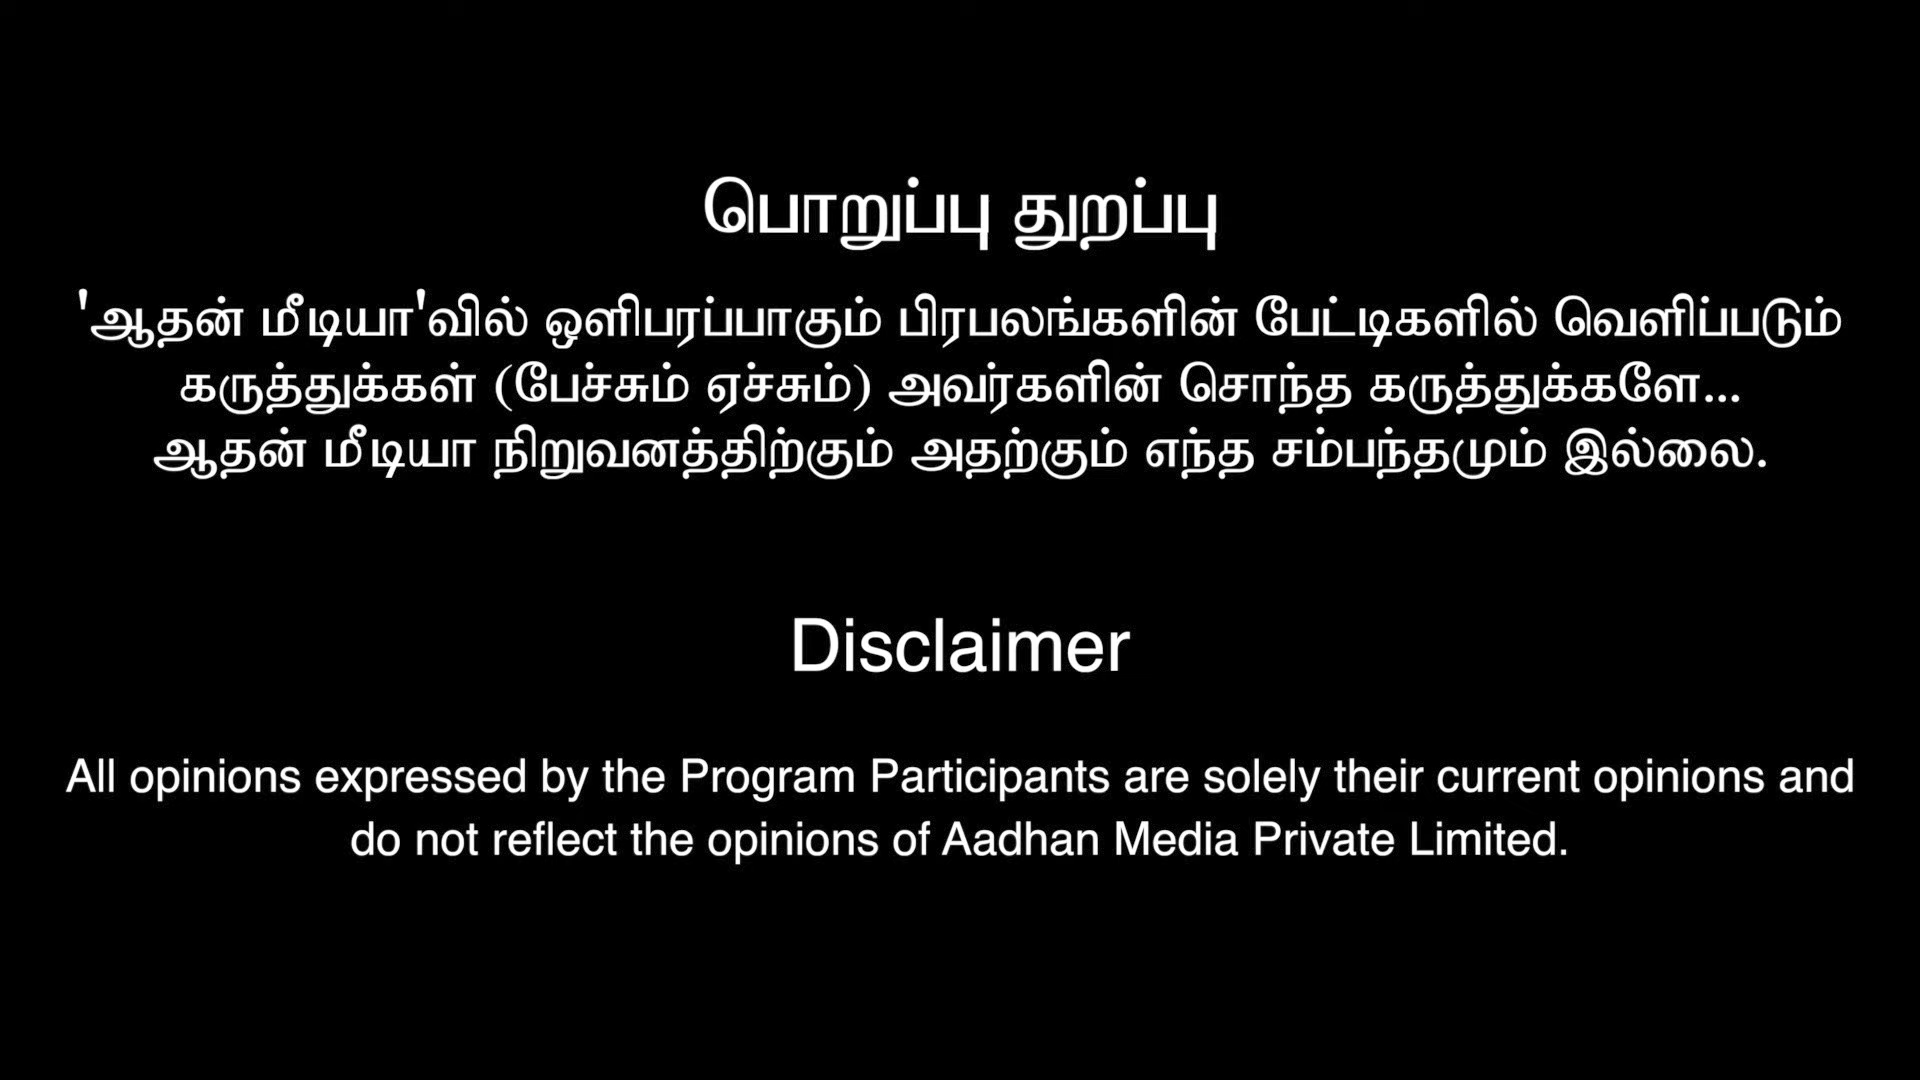 பொறுப்பு துறப்பு
'ஆதன் மீடியா'வில் ஒளிபரப்பாகும் பிரபலங்களின் பேட்டிகளில் வெளிப்படும்
கருத்துக்கள் (பேச்சும் ஏச்சும்) அவர்களின் சொந்த கருத்துக்களே...
ஆதன் மீடியா நிறுவனத்திற்கும் அதற்கும் எந்த சம்பந்தமும் இல்லை.
Disclaimer
All opinions expressed by the Program Participants are solely their current opinions and
do not reflect the opinions of Aadhan Media Private Limited.